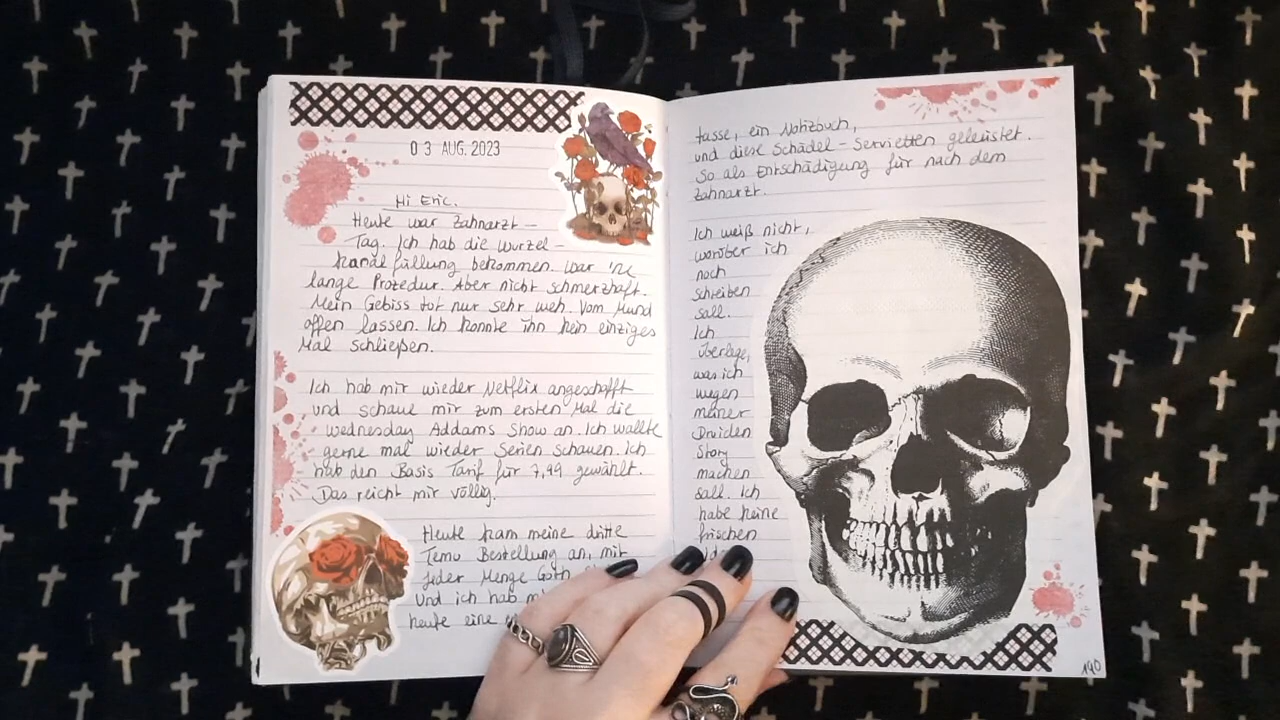 03 AUG. 2023
Hi Eric.
Heute war Zahnarzt –
Tag. Ich hab die Wurzel –
kanalfüllung bekommen. War 'ne
lange Prozedur. Aber nicht schmerzhaft.
Mein Gebiss tot nur sehr weh. Vom Mund
offen lassen. Ich konnte ihn kein einziges
Mal schließen.
Ich hab mir wieder Netflix angeschafft
und schaue mir zum ersten Mal die
Wednesday Addams Show an. Ich wollte
gerne mal wieder Serien schauen. Ich
hab den Basis Tarif für 7,99 gewählt.
Das reicht mir völlig.
Heute kam meine dritte
Temu Bestellung an, mit
jeder Menge Goth
und ich hab
heute eine
tasse, ein Notizbuch,
und diese Schädel – Servietten geleistet.
So als Entschädigung für nach dem
Zahnarzt.
Ich weiß nicht,
worüber ich
noch
schreiben
soll.
Ich
überlege,
was ich
wegen
meiner
Druiden
Story
machen
soll. Ich
habe keine
frischen
140